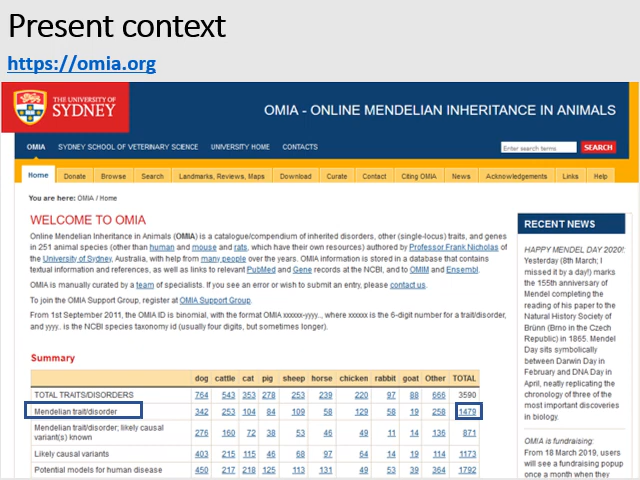 Present context
https://omia.org
THE UNIVERSITY OF
SYDNEY
OMIA - ONLINE MENDELIAN INHERITANCE IN ANIMALS
OMIA SYDNEY SCHOOL OF VETERINARY SCIENCE UNIVERSITY HOME CONTACTS
Enter search terms SEARCH
Home Donate Browse Search Landmarks, Reviews, Maps Download Curate Contact Citing OMIA News Acknowledgements Links Help
You are here: OMIA / Home
WELCOME TO OMIA
Online Mendelian Inheritance in Animals (OMIA) is a catalogue/compendium of inherited disorders, other (single-locus) traits, and genes
in 251 animal species (other than human and mouse and rats, which have their own resources) authored by Professor Frank Nicholas of
the University of Sydney, Australia, with help from many people over the years. OMIA information is stored in a database that contains
textual information and references, as well as links to relevant PubMed and Gene records at the NCBI, and to OMIM and Ensembl.
OMIA is manually curated by a team of specialists. If you see an error or wish to submit an entry, please contact us.
To join the OMIA Support Group, register at OMIA Support Group.
From 1st September 2011, the OMIA ID is binomial, with the format OMIA xxxxxx-yyyy., where xxxxxx is the 6-digit number for a trait/disorder,
and yyyy. is the NCBI species taxonomy id (usually four digits, but sometimes longer).
Summary
dog cattle cat pig sheep horse chicken rabbit goat Other TOTAL
TOTAL TRAITS/DISORDERS 764 543 353 278 253 239 220 97 88 666 3590
Mendelian trait/disorder 342 253 104 84 109 58 129 58 19 258 1479
Mendelian trait/disorder; likely causal
variant(s) known 276 160 72 38 53 46 49 11 14 136 871
Likely causal variants 403 215 115 46 68 97 64 14 14 114 1173
Potential models for human disease 450 217 218 125 113 131 49 53 39 364 1792
RECENT NEWS
HAPPY MENDEL DAY 2020!
Yesterday (8th March; I
missed it by a day!) marks
the 155th anniversary of
Mendel completing the
reading of his paper to the
Natural History Society of
Brünn (Brno in the Czech
Republic) in 1865. Mendel
Day sits symbolically
between Darwin Day in
February and DNA Day in
April, neatly replicating the
chronology of three of the
most important discoveries
in biology.
OMIA is fundraising:
From 18 March 2019, users
will see a fundraising popup
once a month when they